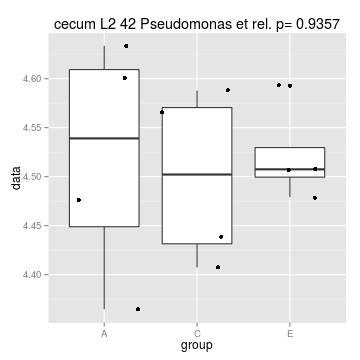 cecum L2 42 Pseudomonas et rel. p= 0.9357
data
4.60
4.55
4.50
4.45
4.40
A C E
group